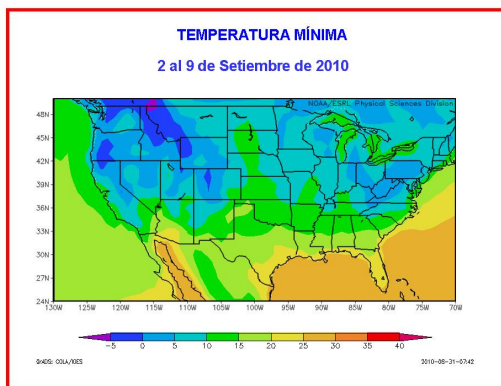 TEMPERATURA MÍNIMA
2 al 9 de Setiembre de 2010
NOAA/ESRL Physical Sciences Division
48N
45N
42N
39N
36N
33N
30N
27N
24N
130W 125W 120W 115W 110W 105W 100W 95W 90W 85W 80W 75W 70W
-5 0 5 10 15 20 25 30 35 40
GrADS: COLA/IGES 2010-08-31-07:42